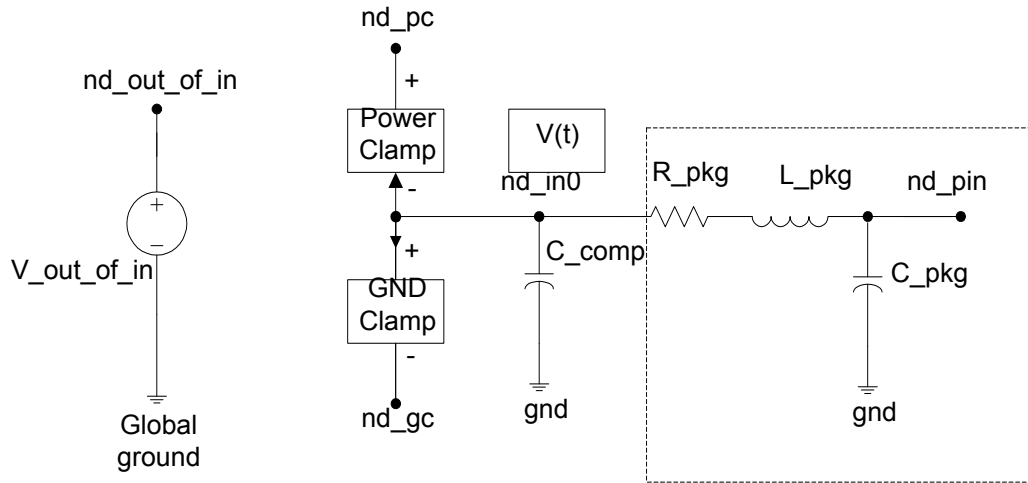 nd_pc
nd_out_of_in
+
Power
Clamp
-
V(t)
nd_in0
R_pkg
L_pkg
nd_pin
+
−
V_out_of_in
+
GND
Clamp
-
C_comp
C_pkg
nd_gc
gnd
gnd
Global
ground